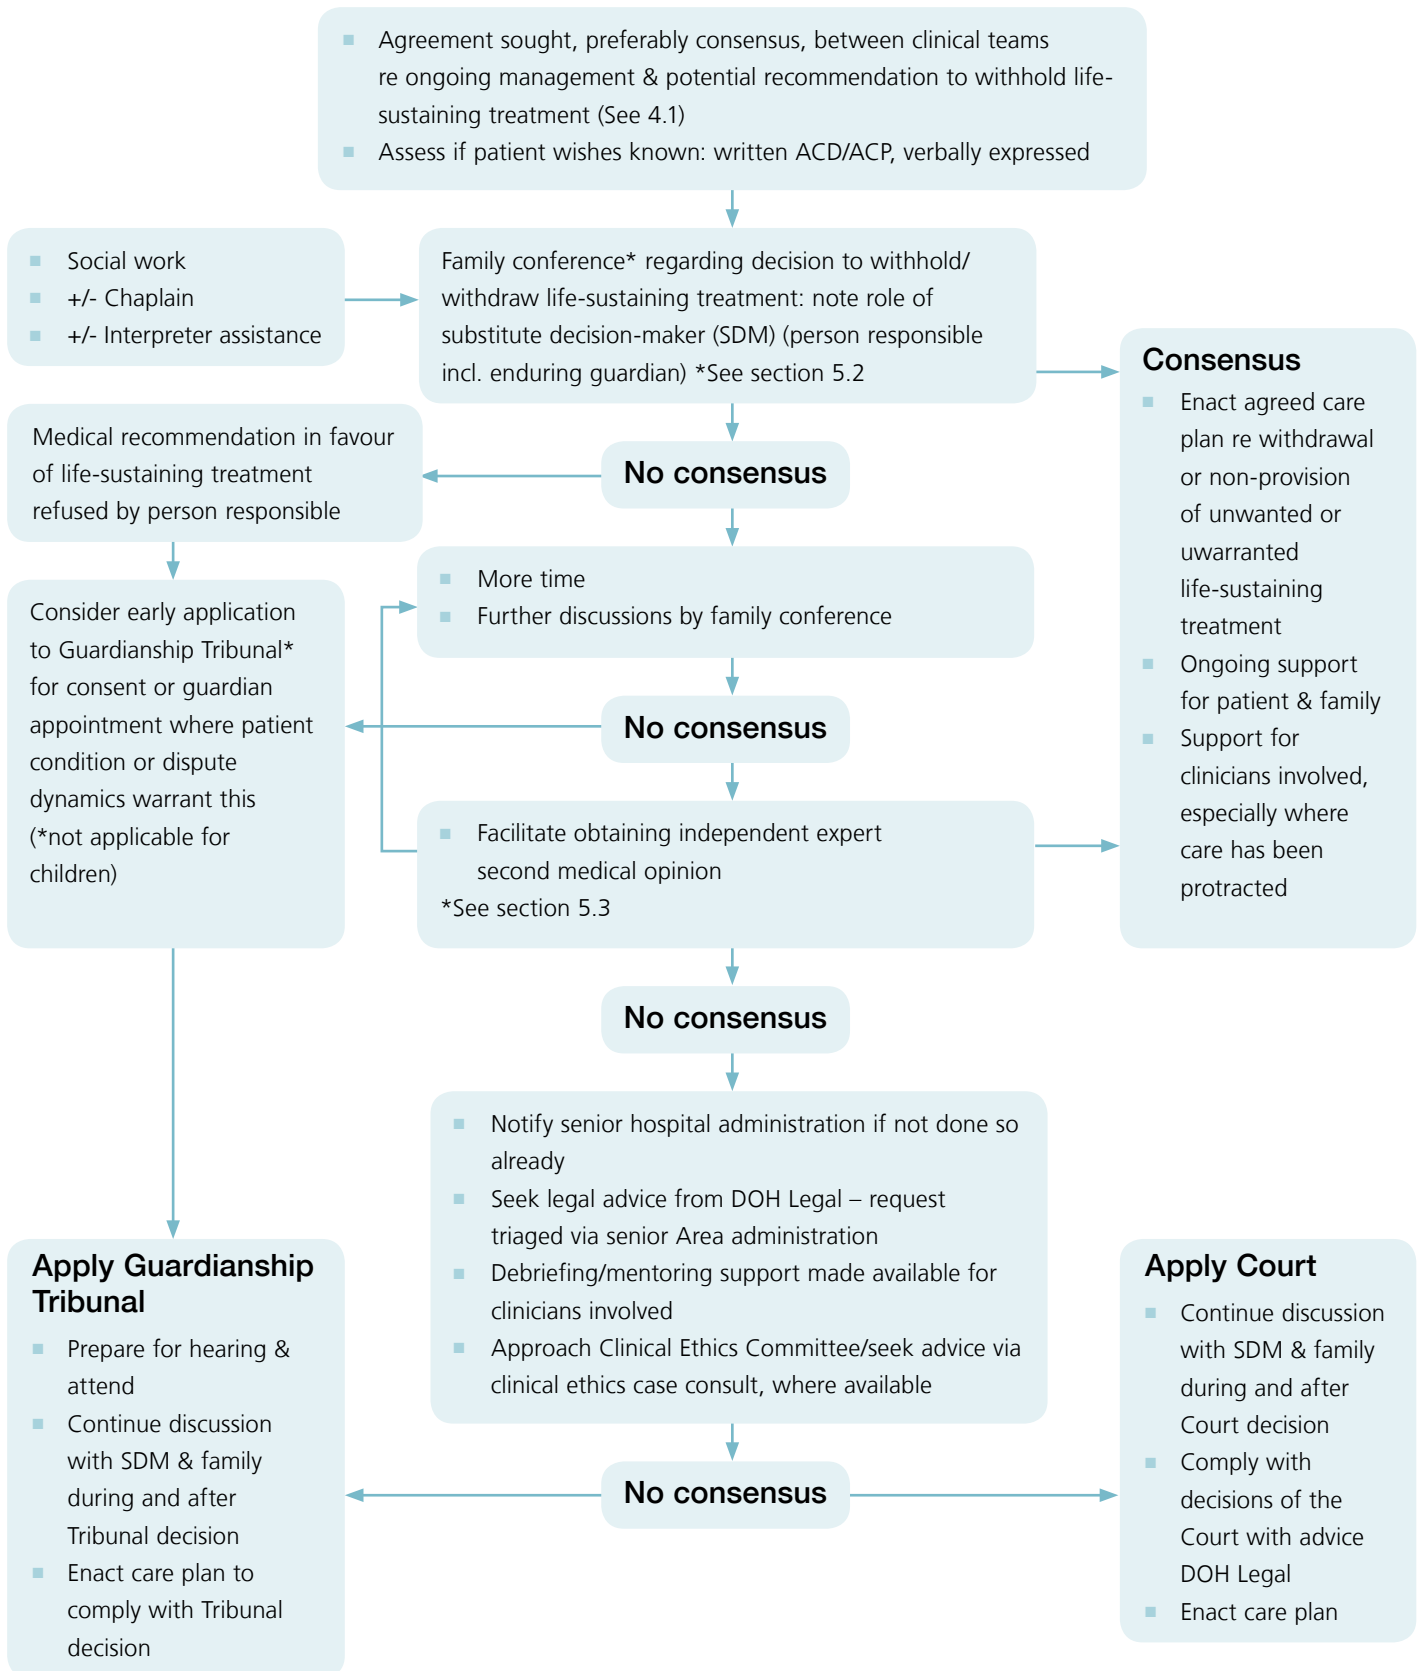 Agreement sought, preferably consensus, between clinical teams
re ongoing management & potential recommendation to withhold life-
sustaining treatment (See 4.1)
Assess if patient wishes known: written ACD/ACP, verbally expressed
Social work
+/- Chaplain
+/- Interpreter assistance
Family conference* regarding decision to withhold/
withdraw life-sustaining treatment: note role of
substitute decision-maker (SDM) (person responsible
incl. enduring guardian) *See section 5.2
Consensus
Enact agreed care
plan re withdrawal
or non-provision
of unwanted or
uwarranted
life-sustaining
treatment
Ongoing support
for patient & family
Support for
clinicians involved,
especially where
care has been
protracted
No consensus
Medical recommendation in favour
of life-sustaining treatment
refused by person responsible
More time
Further discussions by family conference
Consider early application
to Guardianship Tribunal*
for consent or guardian
appointment where patient
condition or dispute
dynamics warrant this
(*not applicable for
children)
No consensus
Facilitate obtaining independent expert
second medical opinion
*See section 5.3
No consensus
Notify senior hospital administration if not done so
already
Seek legal advice from DOH Legal – request
triaged via senior Area administration
Debriefing/mentoring support made available for
clinicians involved
Approach Clinical Ethics Committee/seek advice via
clinical ethics case consult, where available
No consensus
Apply Guardianship
Tribunal
Prepare for hearing &
attend
Continue discussion
with SDM & family
during and after
Tribunal decision
Enact care plan to
comply with Tribunal
decision
Apply Court
Continue discussion
with SDM & family
during and after
Court decision
Comply with
decisions of the
Court with advice
DOH Legal
Enact care plan